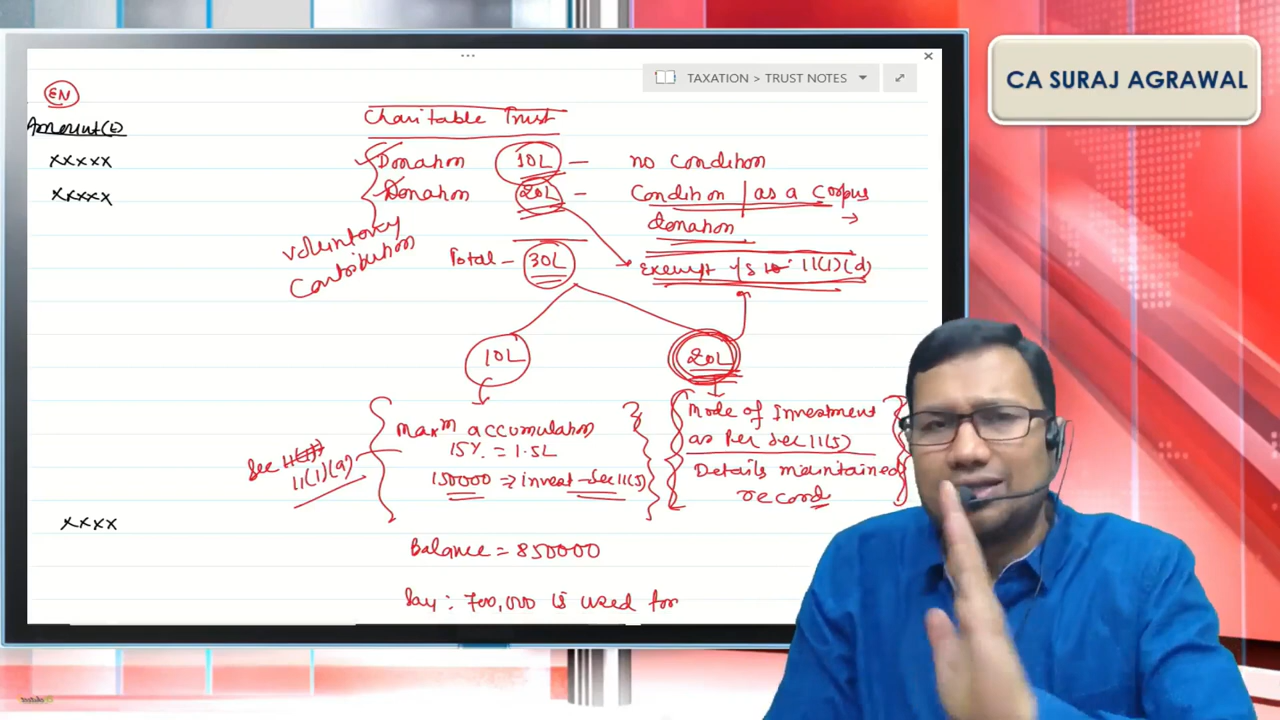 CA SURAJ AGRAWAL
TAXATION > TRUST NOTES
EN
Amount(₹)
Charitable Trust
xxxxx
Donation 10L — no condition
xxxxx
Donation 20L — Condition / as a corpus
donation
voluntary
contribution
Total - 30L
Exempt u/s 11(1)(d)
10L
20L
Maxm accumulation
15% = 1.5L
150000 => invest - Sec 11(5)
Sec
11(1)(a)
Mode of Investment
as Per Sec 11(5)
Details maintained
record
xxxx
Balance = 850000
Say: 700,000 is used for